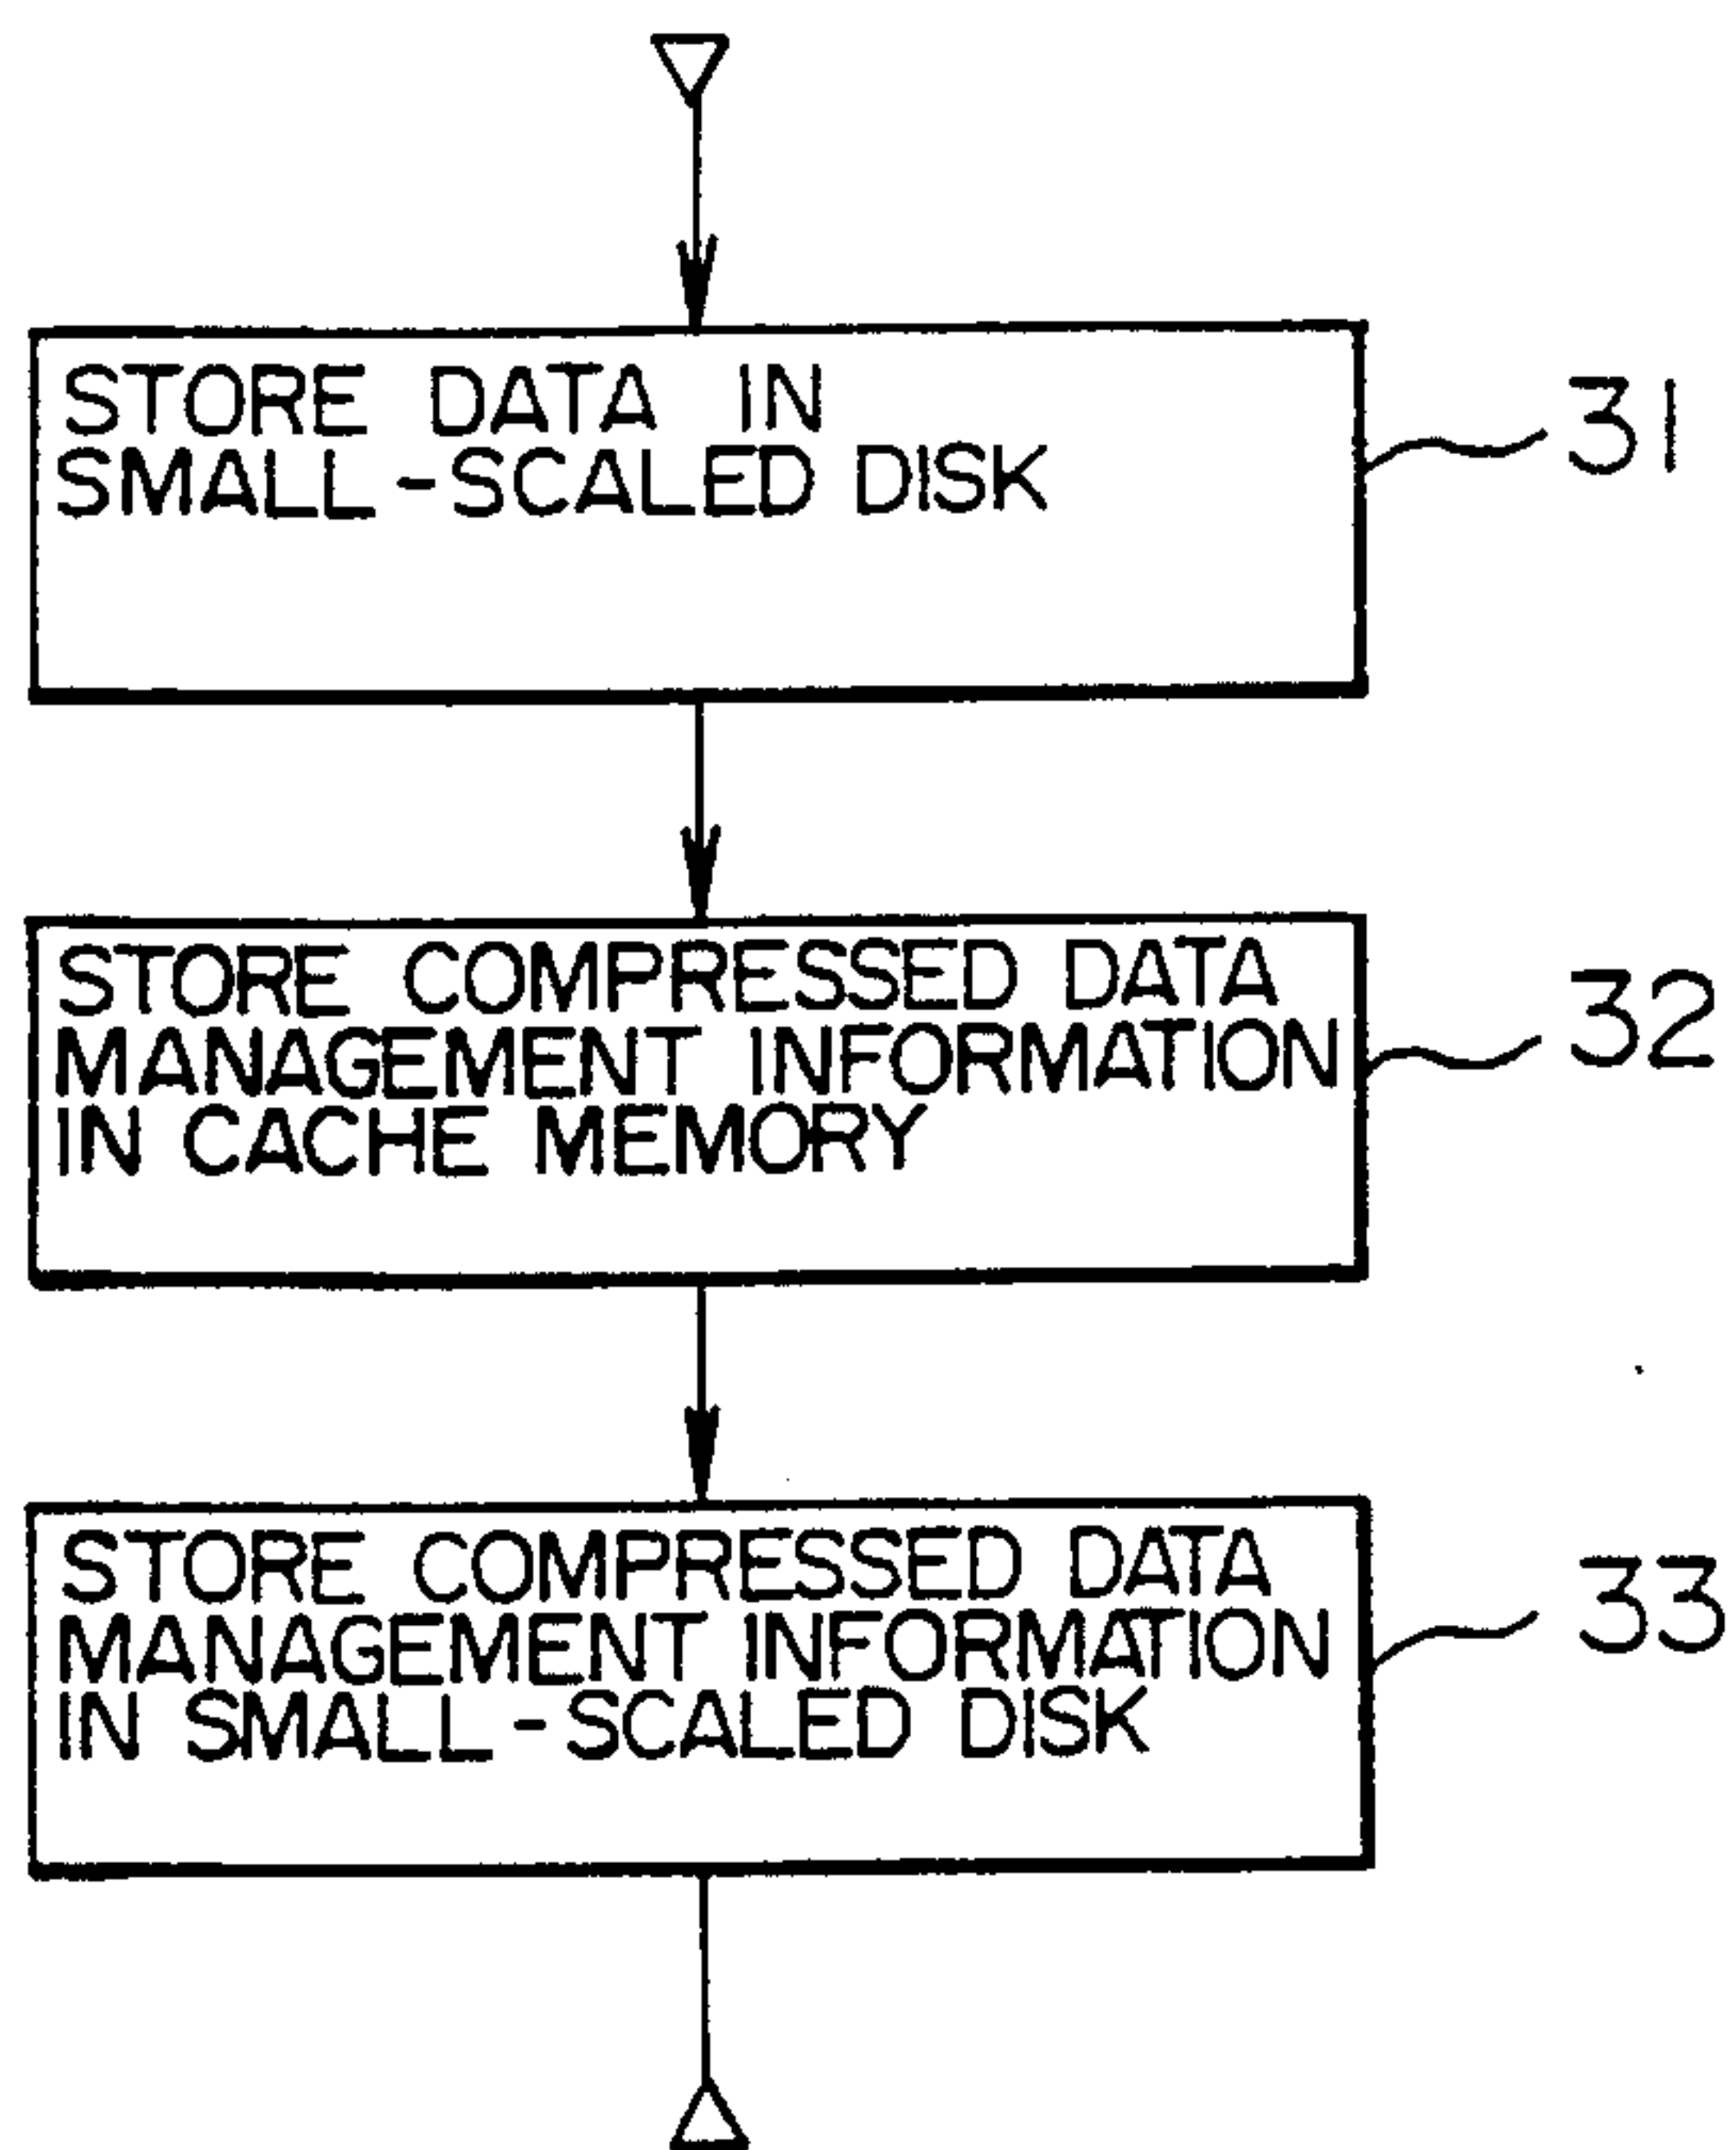 STORE DATA IN
SMALL-SCALED DISK
31
STORE COMPRESSED DATA
MANAGEMENT INFORMATION
IN CACHE MEMORY
32
STORE COMPRESSED DATA
MANAGEMENT INFORMATION
IN SMALL-SCALED DISK
33